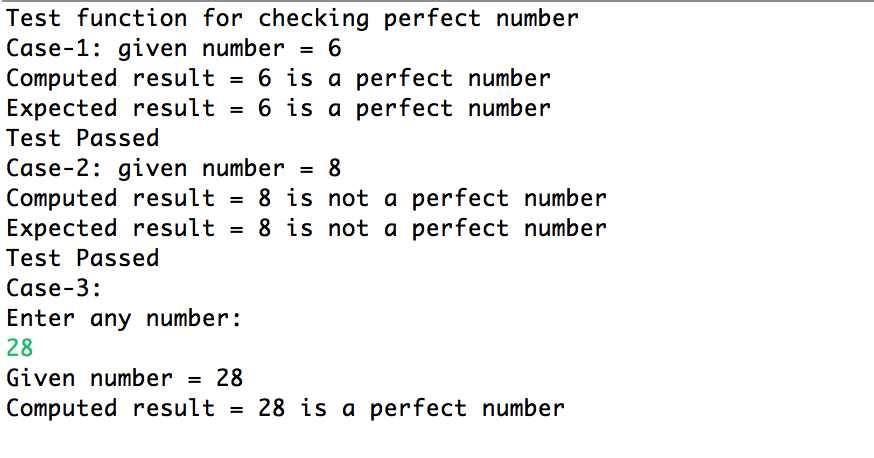 Test function for checking perfect number
Case-1: given number = 6
Computed result = 6 is a perfect number
Expected result = 6 is a perfect number
Test Passed
Case-2: given number = 8
Computed result = 8 is not a perfect number
Expected result = 8 is not a perfect number
Test Passed
Case-3:
Enter any number:
28
Given number = 28
Computed result = 28 is a perfect number